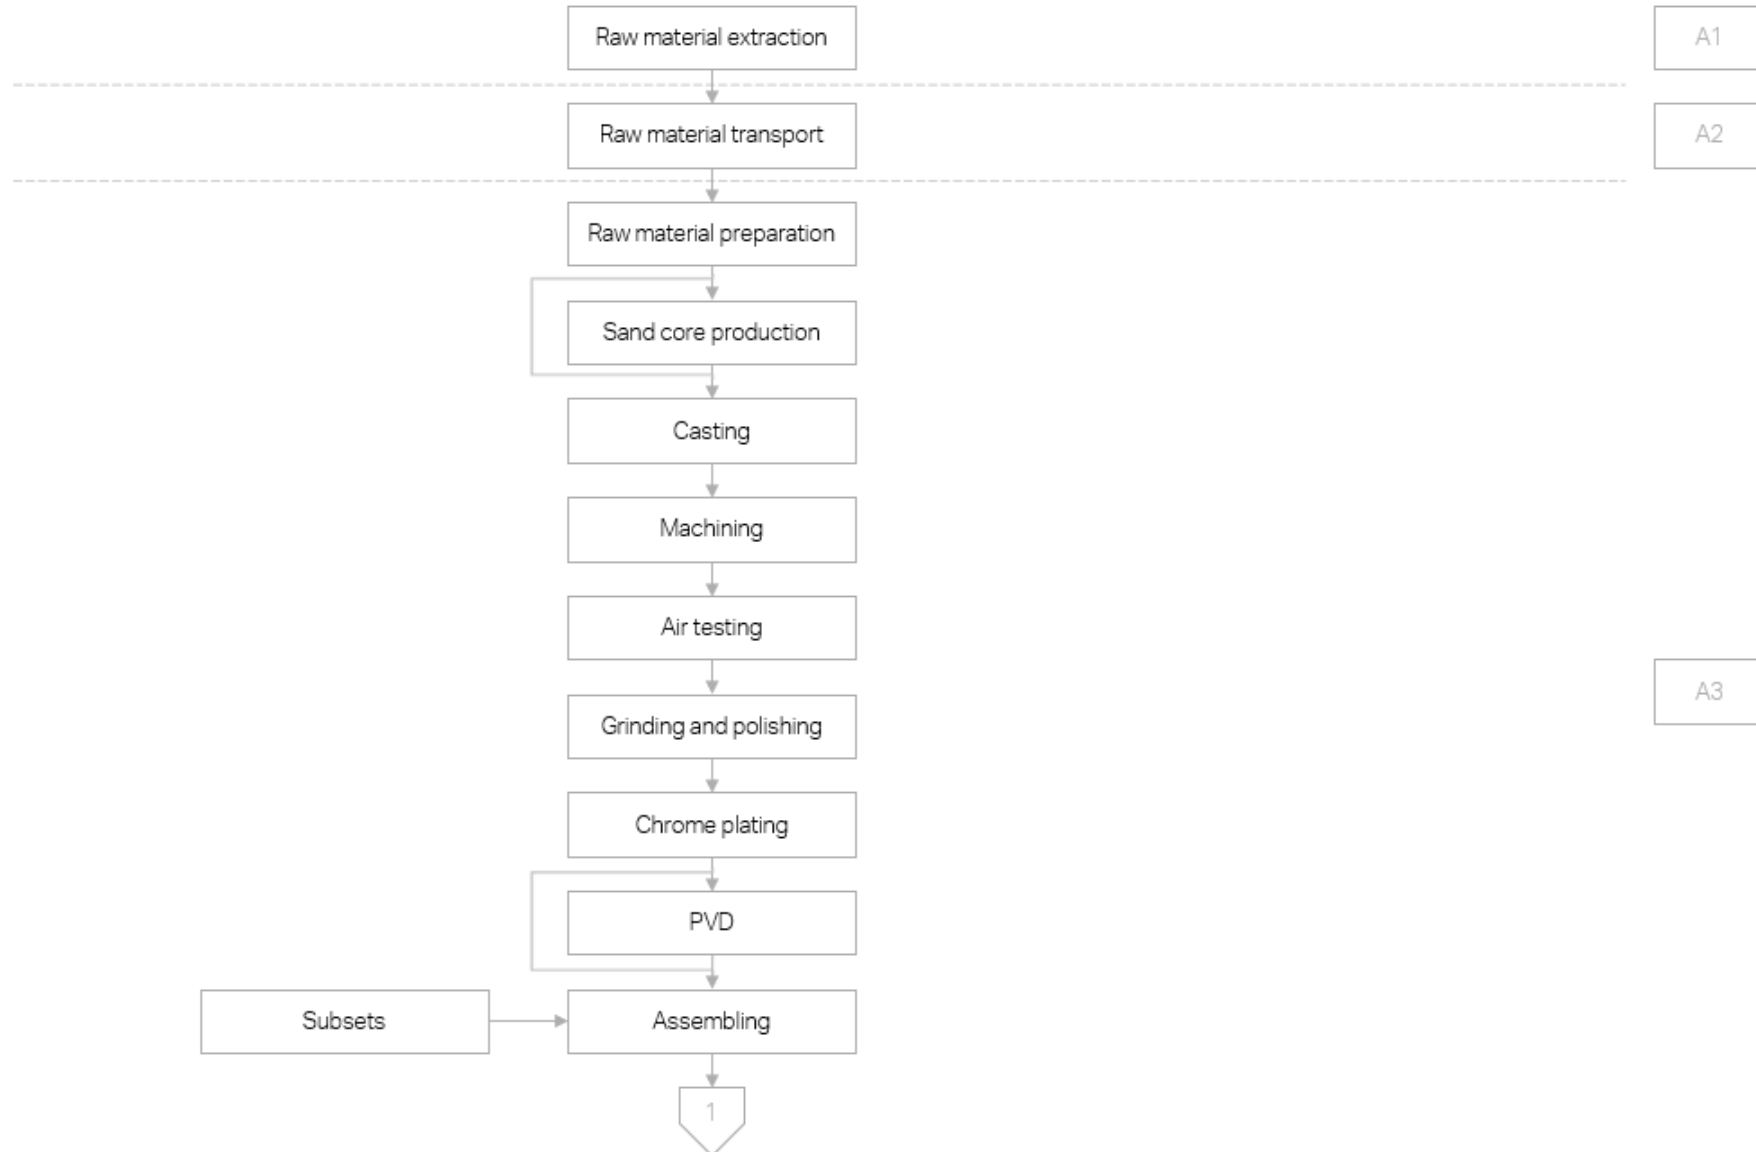 Raw material extraction
A1
Raw material transport
A2
Raw material preparation
Sand core production
Casting
Machining
Air testing
A3
Grinding and polishing
Chrome plating
PVD
Subsets
Assembling
1